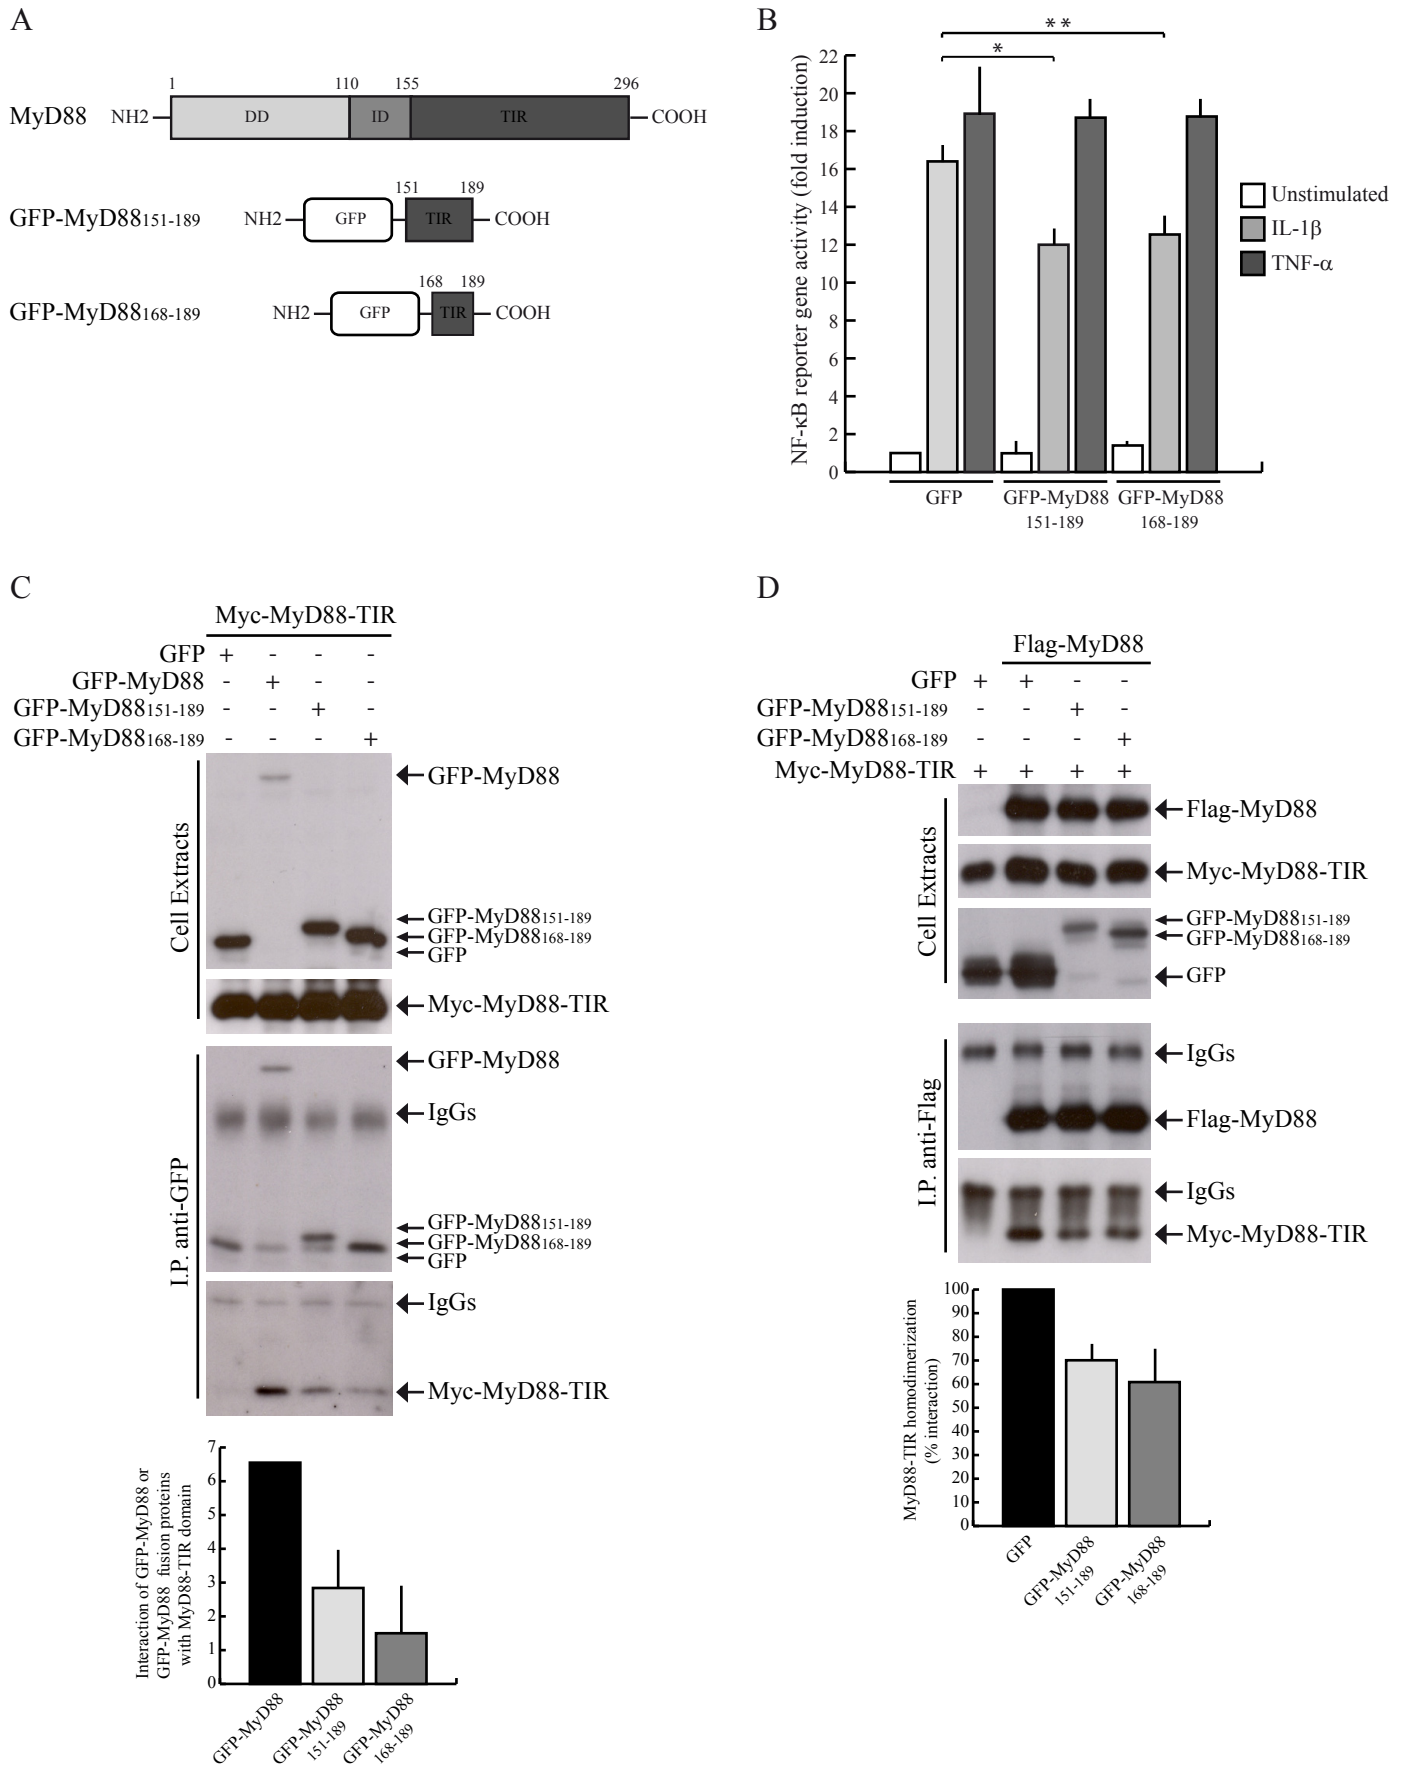 A
1 110 155 296
MyD88 NH2 DD ID TIR COOH
151 189
GFP-MyD88151-189 NH2 GFP TIR COOH
168 189
GFP-MyD88168-189 NH2 GFP TIR COOH
B
* *
*
NF-κB reporter gene activity (fold induction)
22
20
18
16
14
12
10
8
6
4
2
0
Unstimulated
IL-1β
TNF-α
GFP GFP-MyD88 GFP-MyD88
151-189 168-189
C
Myc-MyD88-TIR
GFP + - - -
GFP-MyD88 - + - -
GFP-MyD88151-189 - - + -
GFP-MyD88168-189 - - - +
Cell Extracts
GFP-MyD88
GFP-MyD88151-189
GFP-MyD88168-189
GFP
Myc-MyD88-TIR
I.P. anti-GFP
GFP-MyD88
IgGs
GFP-MyD88151-189
GFP-MyD88168-189
GFP
IgGs
Myc-MyD88-TIR
Interaction of GFP-MyD88 or
GFP-MyD88 fusion proteins
with MyD88-TIR domain
7
6
5
4
3
2
1
0
GFP-MyD88
GFP-MyD88
151-189
GFP-MyD88
168-189
D
Flag-MyD88
GFP + + - -
GFP-MyD88151-189 - - + -
GFP-MyD88168-189 - - - +
Myc-MyD88-TIR + + + +
Cell Extracts
Flag-MyD88
Myc-MyD88-TIR
GFP-MyD88151-189
GFP-MyD88168-189
GFP
I.P. anti-Flag
IgGs
Flag-MyD88
IgGs
Myc-MyD88-TIR
MyD88-TIR homodimerization
(% interaction)
100
90
80
70
60
50
40
30
20
10
0
GFP
GFP-MyD88
151-189
GFP-MyD88
168-189